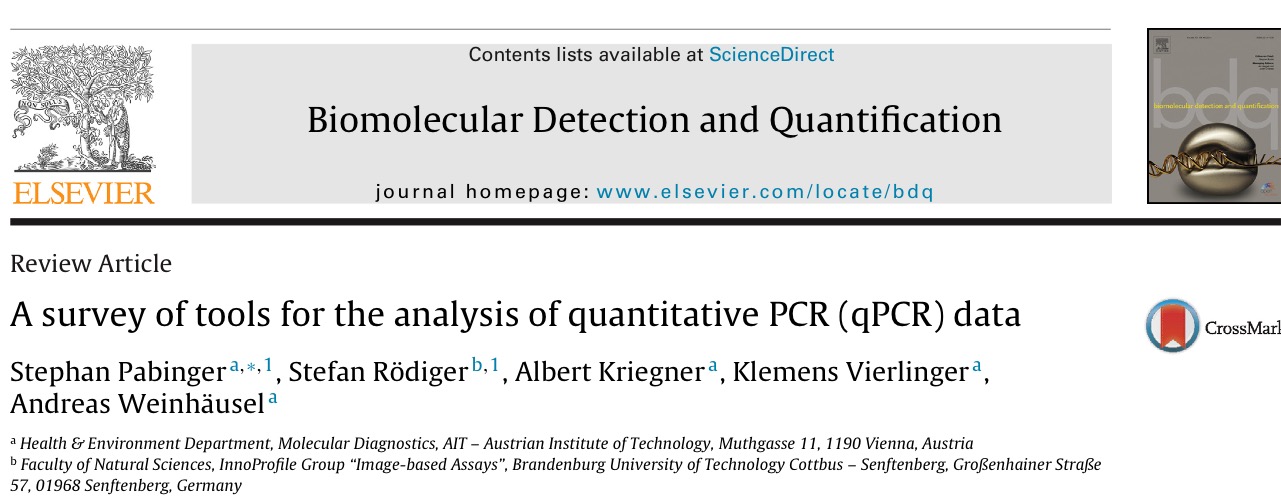 Contents lists available at ScienceDirect
Biomolecular Detection and Quantification
journal homepage: www.elsevier.com/locate/bdq
ELSEVIER
bdq
biomolecular detection and quantification
Review Article
A survey of tools for the analysis of quantitative PCR (qPCR) data
CrossMark
Stephan Pabinger a,∗,1, Stefan Rödiger b,1, Albert Kriegner a, Klemens Vierlinger a,
Andreas Weinhäusel a
a Health & Environment Department, Molecular Diagnostics, AIT – Austrian Institute of Technology, Muthgasse 11, 1190 Vienna, Austria
b Faculty of Natural Sciences, InnoProfile Group “Image-based Assays”, Brandenburg University of Technology Cottbus – Senftenberg, Großenhainer Straße
57, 01968 Senftenberg, Germany